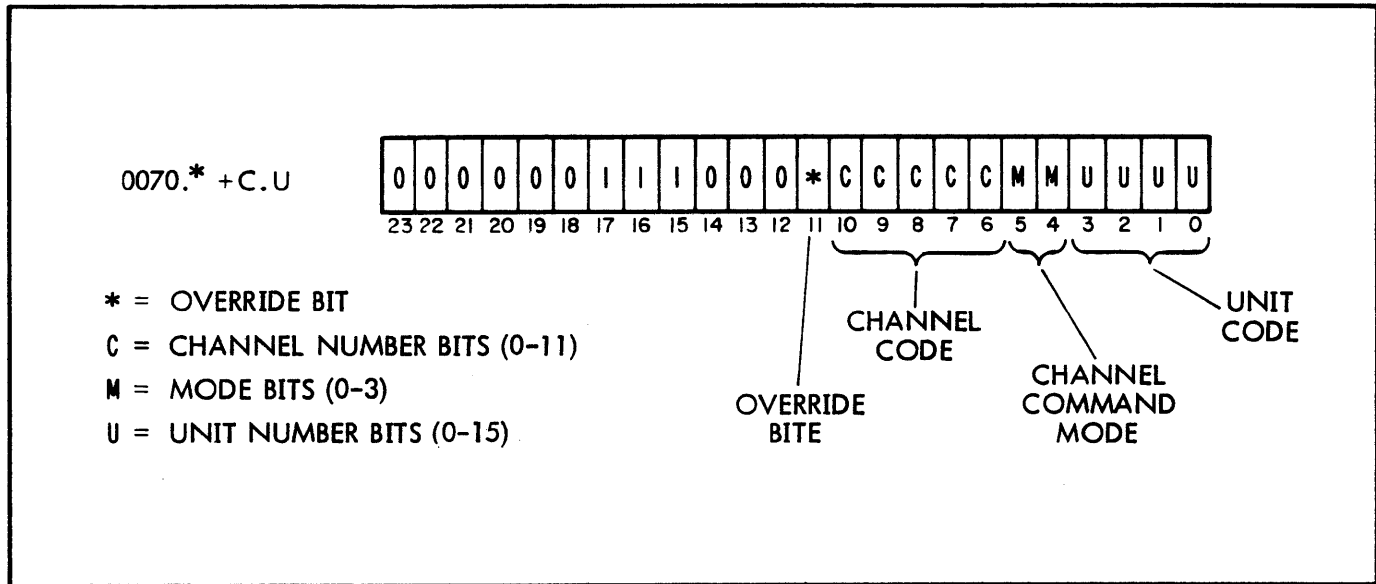 0070.* +C.U
0 0 0 0 0 0 I I I 0 0 0 * C C C C C M M U U U U
23 22 21 20 19 18 17 16 15 14 13 12 11 10 9 8 7 6 5 4 3 2 1 0
* = OVERRIDE BIT
C = CHANNEL NUMBER BITS (0-11)
M = MODE BITS (0-3)
U = UNIT NUMBER BITS (0-15)
OVERRIDE
BITE
CHANNEL
CODE
CHANNEL
COMMAND
MODE
UNIT
CODE